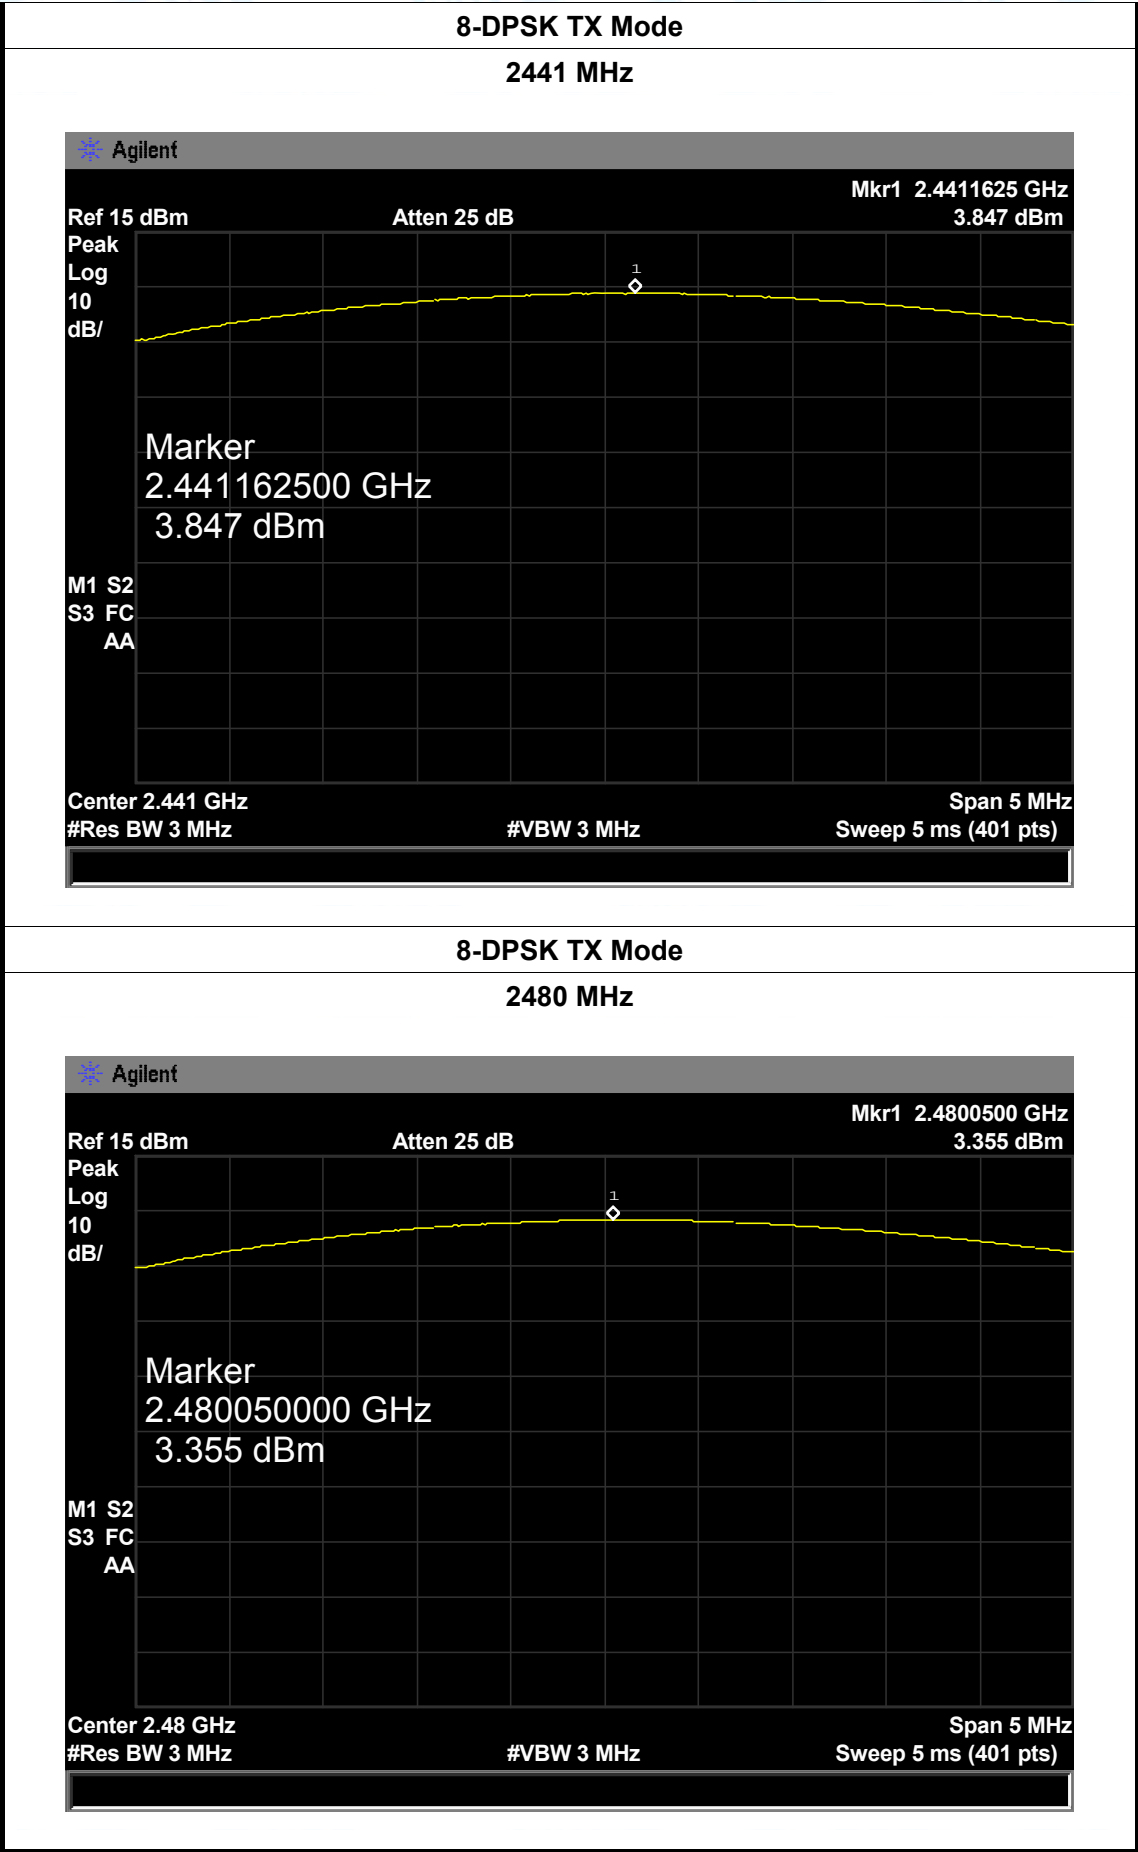 8-DPSK TX Mode
2441 MHz
Agilent
Mkr1 2.4411625 GHz
Ref 15 dBm Atten 25 dB 3.847 dBm
Peak
Log
10
dB/
1
Marker
2.441162500 GHz
3.847 dBm
M1 S2
S3 FC
AA
Center 2.441 GHz Span 5 MHz
#Res BW 3 MHz #VBW 3 MHz Sweep 5 ms (401 pts)
8-DPSK TX Mode
2480 MHz
Agilent
Mkr1 2.4800500 GHz
Ref 15 dBm Atten 25 dB 3.355 dBm
Peak
Log
10
dB/
1
Marker
2.480050000 GHz
3.355 dBm
M1 S2
S3 FC
AA
Center 2.48 GHz Span 5 MHz
#Res BW 3 MHz #VBW 3 MHz Sweep 5 ms (401 pts)